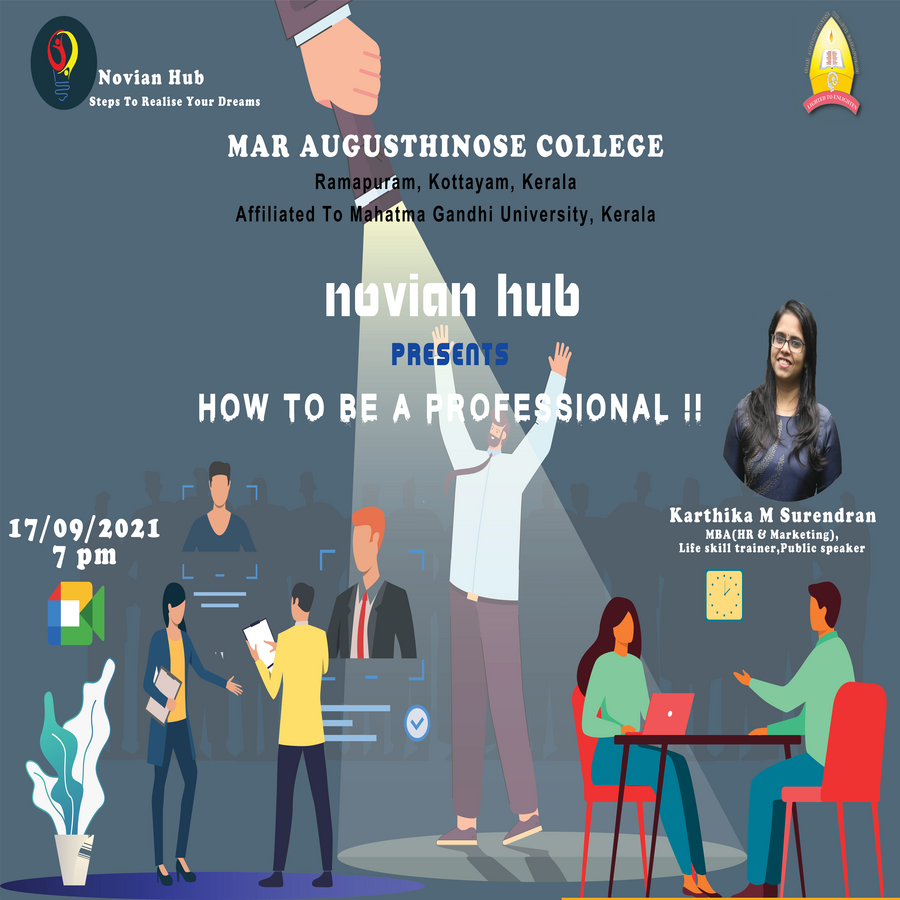 Novian Hub
Steps To Realise Your Dreams
LIGHTED TO ENLIGHTEN
MAR AUGUSTHINOSE COLLEGE
Ramapuram, Kottayam, Kerala
Affiliated To Mahatma Gandhi University, Kerala
novian hub
PRESENTS
HOW TO BE A PROFESSIONAL !!
17/09/2021
7 pm
Karthika M Surendran
MBA(HR & Marketing),
Life skill trainer,Public speaker